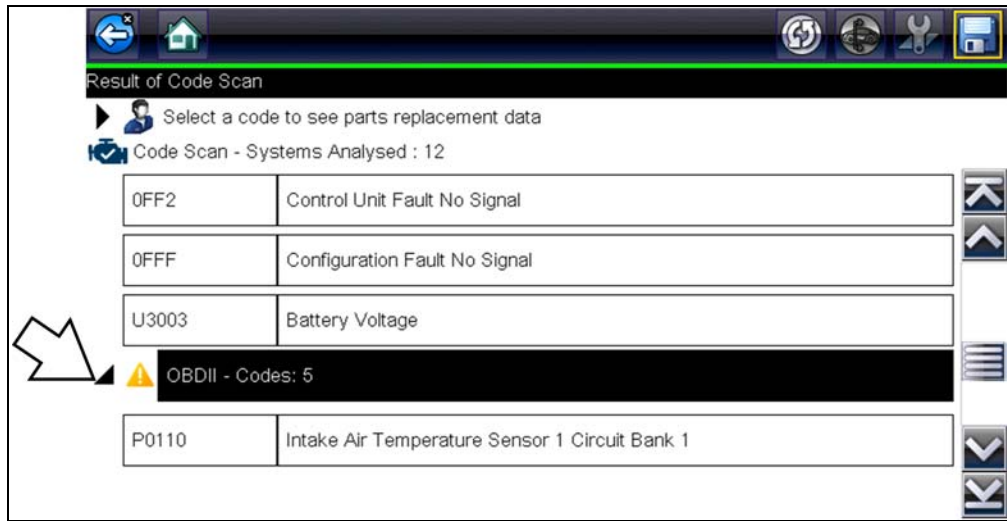 Result of Code Scan
Select a code to see parts replacement data
Code Scan - Systems Analysed : 12
0FF2 Control Unit Fault No Signal
0FFF Configuration Fault No Signal
U3003 Battery Voltage
OBDII - Codes: 5
P0110 Intake Air Temperature Sensor 1 Circuit Bank 1